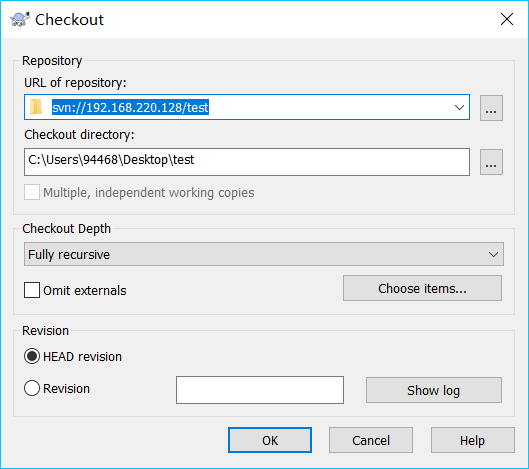 Checkout
Repository
URL of repository:
svn://192.168.220.128/test
...
Checkout directory:
C:\Users\94468\Desktop\test
...
Multiple, independent working copies
Checkout Depth
Fully recursive
Omit externals
Choose items...
Revision
HEAD revision
Revision
Show log
OK
Cancel
Help